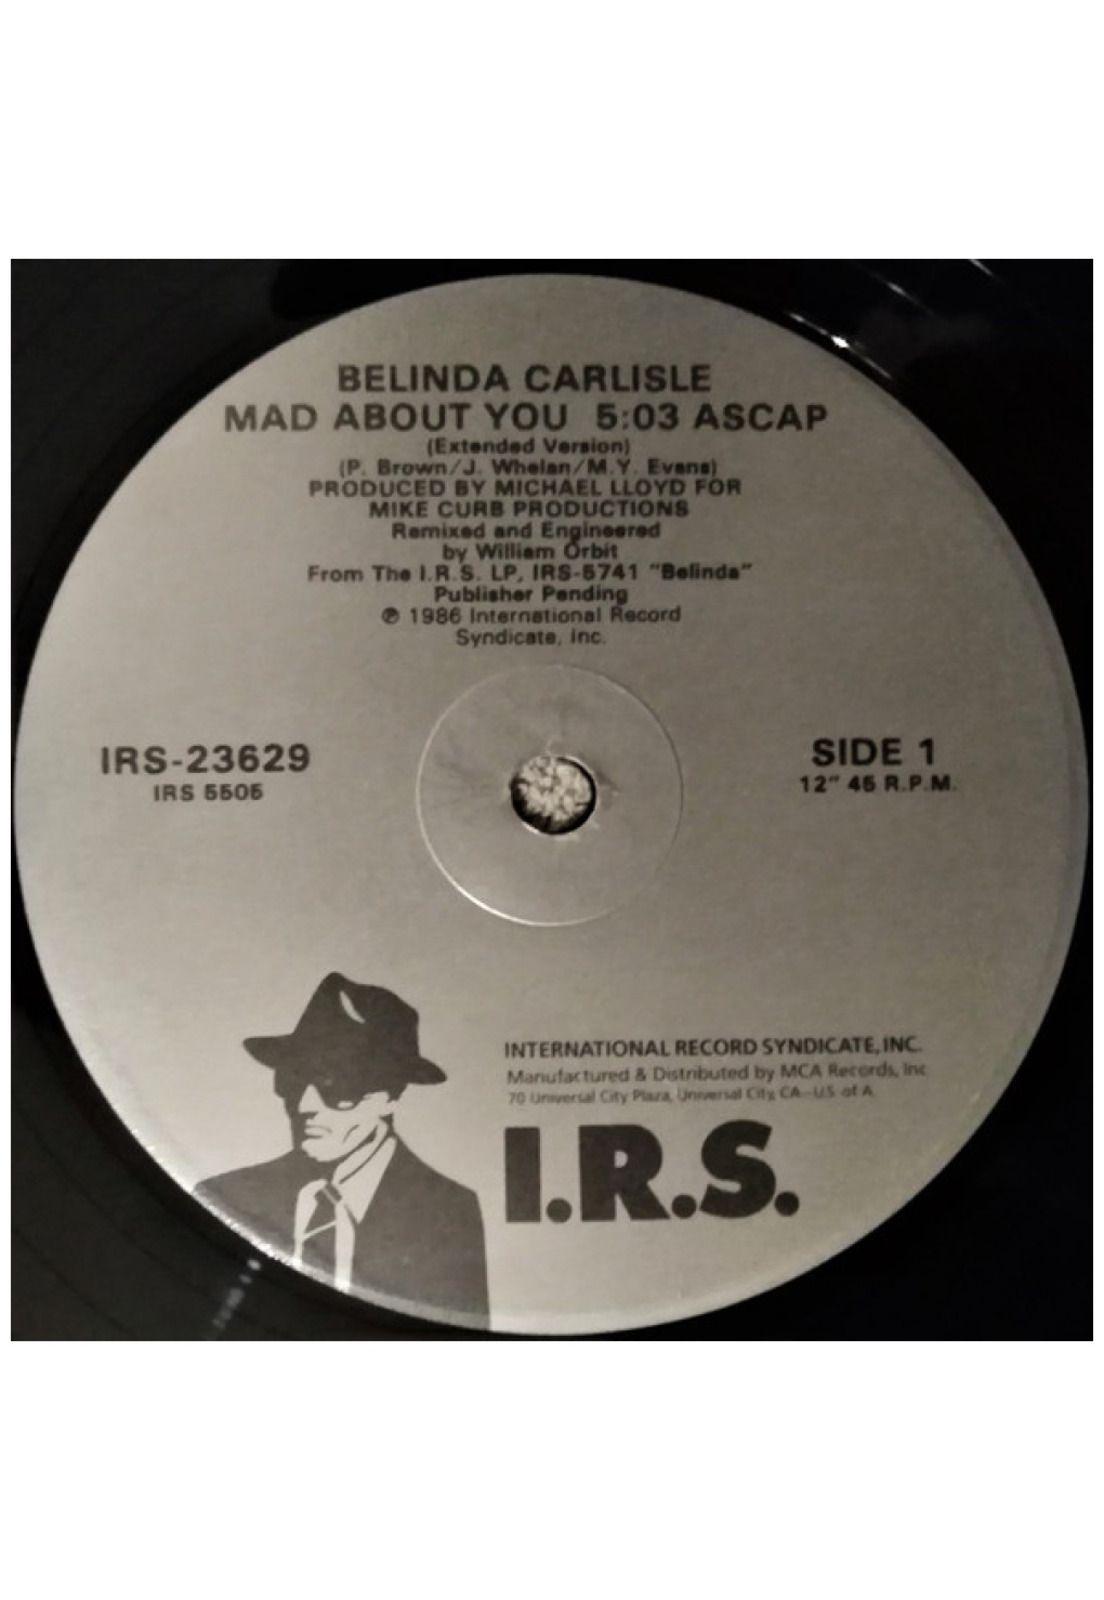 BELINDA CARLISLE
MAD ABOUT YOU 5:03 ASCAP
(Extended Version)
(P. Brown/J. Whelan/M.Y. Evans)
PRODUCED BY MICHAEL LLOYD FOR
MIKE CURB PRODUCTIONS
Remixed and Engineered
by William Orbit
From The I.R.S. LP, IRS-5741 "Belinda"
Publisher Pending
℗ 1986 International Record
Syndicate, Inc.
IRS-23629
IRS 5505
SIDE 1
12" 45 R.P.M.
INTERNATIONAL RECORD SYNDICATE, INC.
Manufactured & Distributed by MCA Records, Inc
70 Universal City Plaza, Universal City, CA - U.S. of A.
I.R.S.